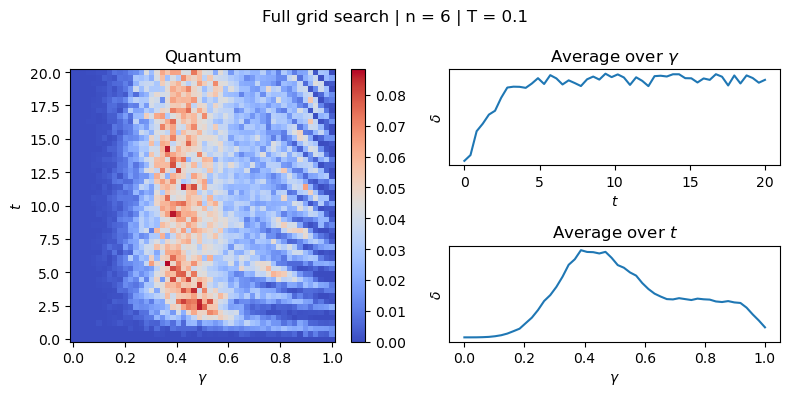 Full grid search | n = 6 | T = 0.1
Quantum
20.0
17.5
15.0
12.5
10.0
7.5
5.0
2.5
0.0
t
0.0 0.2 0.4 0.6 0.8 1.0
γ
0.08
0.07
0.06
0.05
0.04
0.03
0.02
0.01
0.00
Average over γ
δ
0 5 10 15 20
t
Average over t
δ
0.0 0.2 0.4 0.6 0.8 1.0
γ